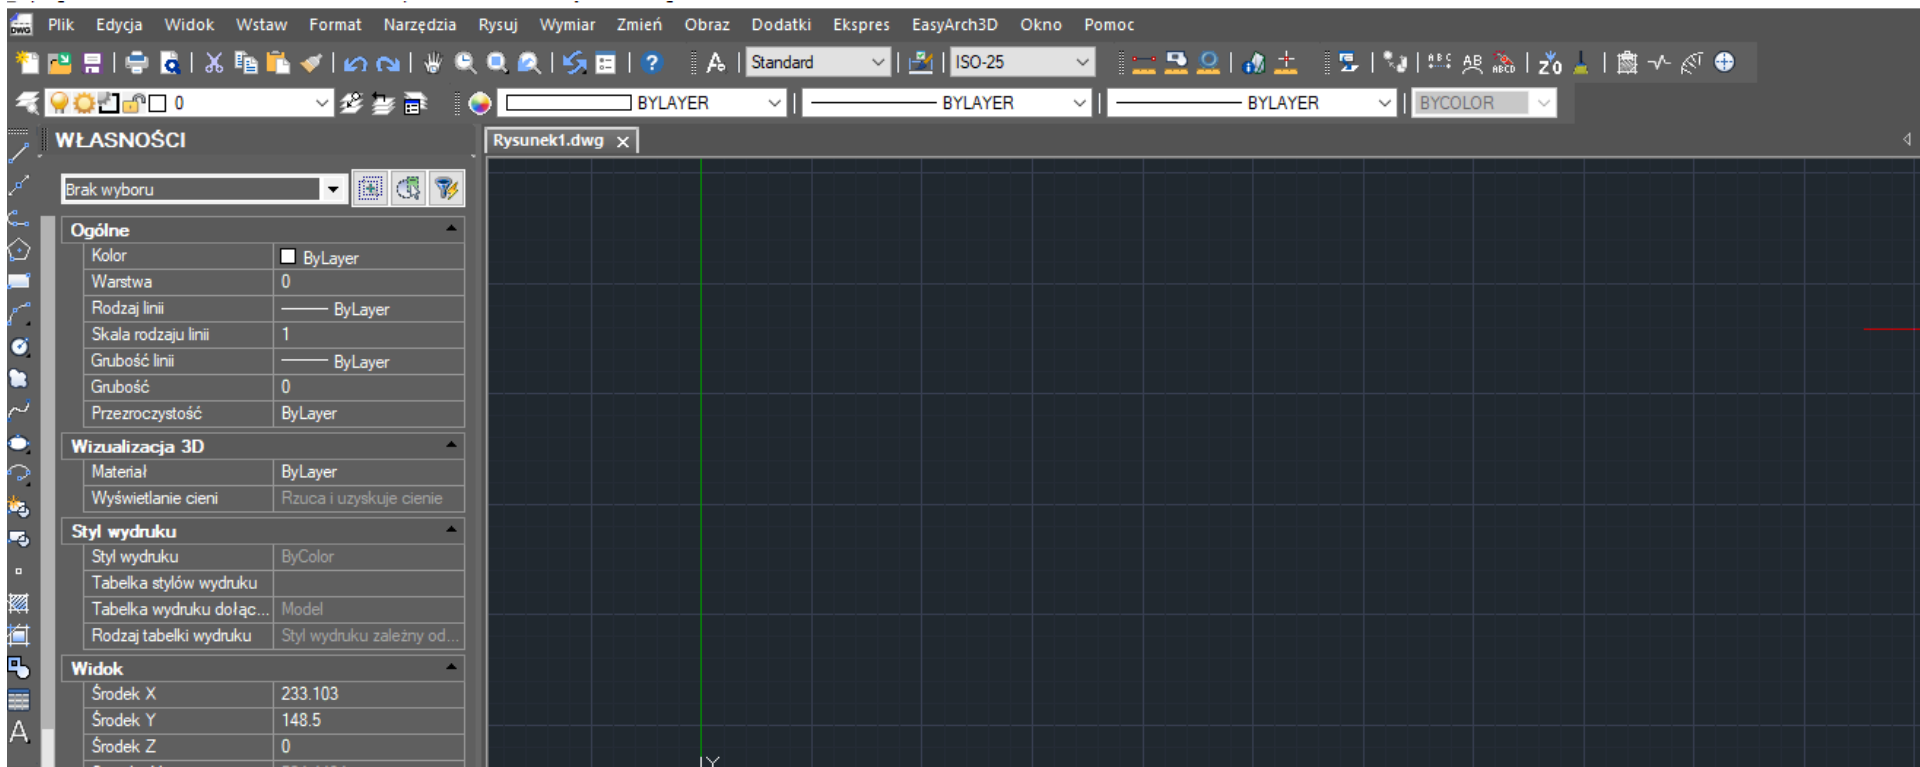 Plik Edycja Widok Wstaw Format Narzędzia Rysuj Wymiar Zmień Obraz Dodatki Ekspres EasyArch3D Okno Pomoc
Standard ISO-25
0 BYLAYER BYLAYER BYLAYER BYCOLOR
WŁASNOŚCI
Rysunek1.dwg
Brak wyboru
Ogólne
Kolor ByLayer
Warstwa 0
Rodzaj linii ByLayer
Skala rodzaju linii 1
Grubość linii ByLayer
Grubość 0
Przezroczystość ByLayer
Wizualizacja 3D
Materiał ByLayer
Wyświetlanie cieni Rzuca i uzyskuje cienie
Styl wydruku
Styl wydruku ByColor
Tabelka stylów wydruku
Tabelka wydruku dołąc... Model
Rodzaj tabelki wydruku Styl wydruku zależny od...
Widok
Środek X 233.103
Środek Y 148.5
Środek Z 0
Y